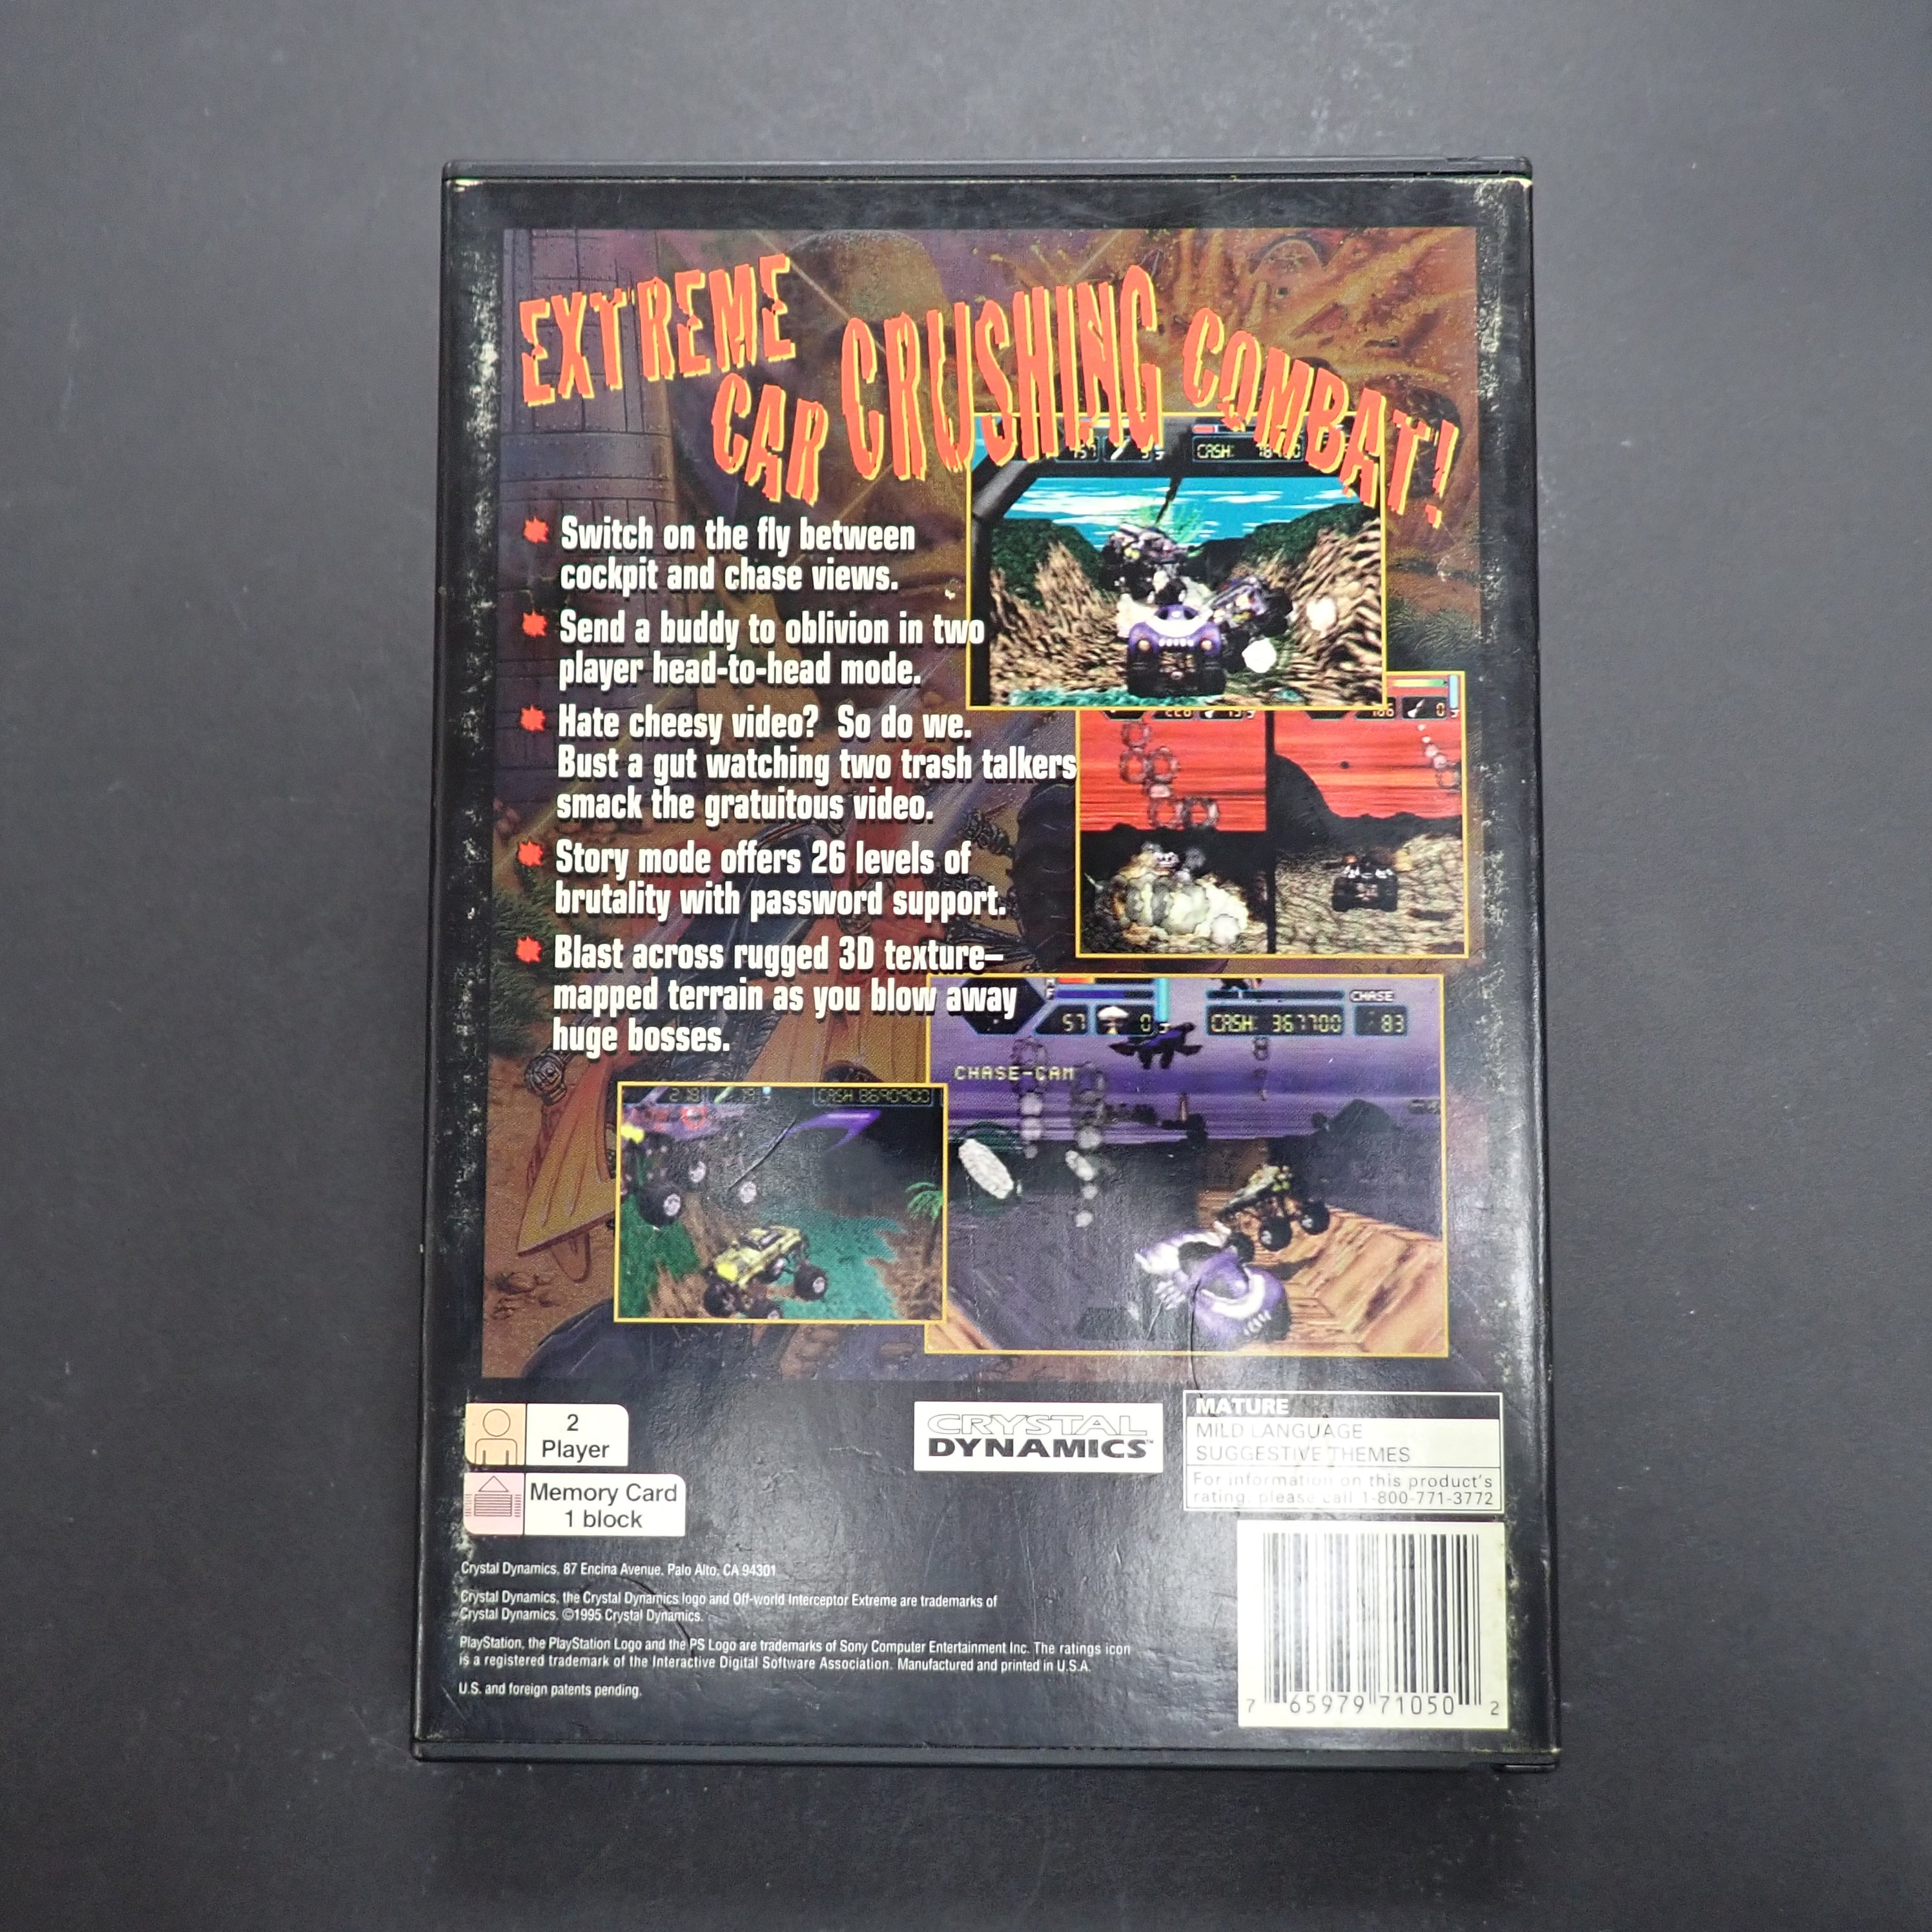 EXTREME
CAR CRUSHING COMBAT!
Switch on the fly between
cockpit and chase views.
Send a buddy to oblivion in two
player head-to-head mode.
Hate cheesy video? So do we.
Bust a gut watching two trash talkers
smack the gratuitous video.
Story mode offers 26 levels of
brutality with password support.
Blast across rugged 3D texture–
mapped terrain as you blow away
huge bosses.
CASH:
CHASE
57 0 CASH: 367700 83
CHASE-CAM
218 CASH 8690900
2
Player
Memory Card
1 block
CRYSTAL
DYNAMICS™
MATURE
MILD LANGUAGE
SUGGESTIVE THEMES
For information on this product's
rating, please call 1-800-771-3772
Crystal Dynamics, 87 Encina Avenue, Palo Alto, CA 94301
Crystal Dynamics, the Crystal Dynamics logo and Off-world Interceptor Extreme are trademarks of
Crystal Dynamics. ©1995 Crystal Dynamics.
PlayStation, the PlayStation Logo and the PS Logo are trademarks of Sony Computer Entertainment Inc. The ratings icon
is a registered trademark of the Interactive Digital Software Association. Manufactured and printed in U.S.A.
U.S. and foreign patents pending.
7 65979 71050 2